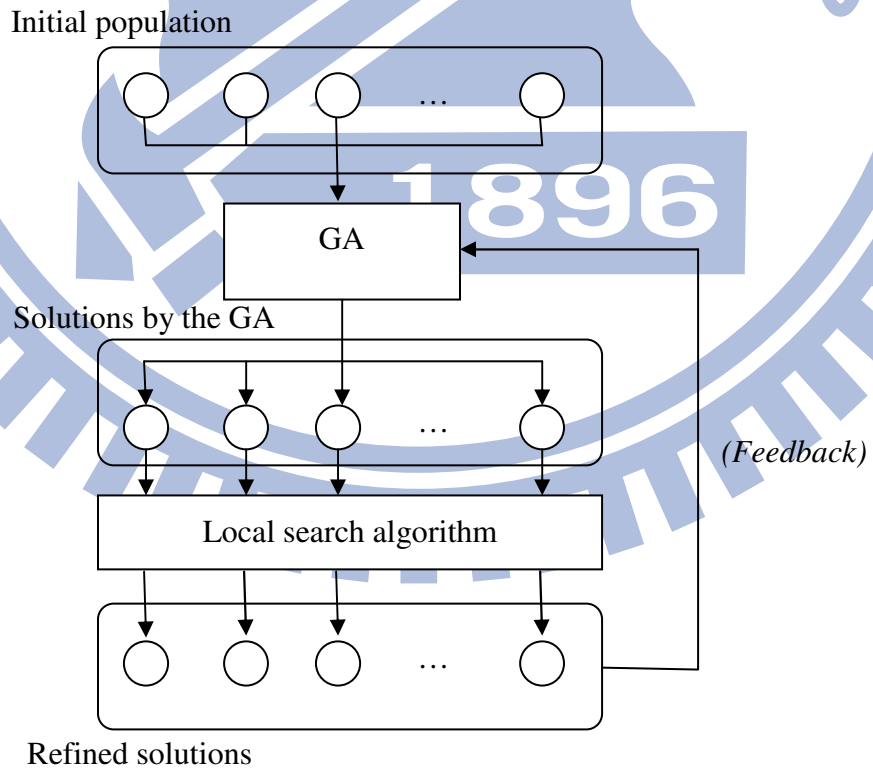 Initial population
…
1896
GA
Solutions by the GA
…
(Feedback)
Local search algorithm
…
Refined solutions